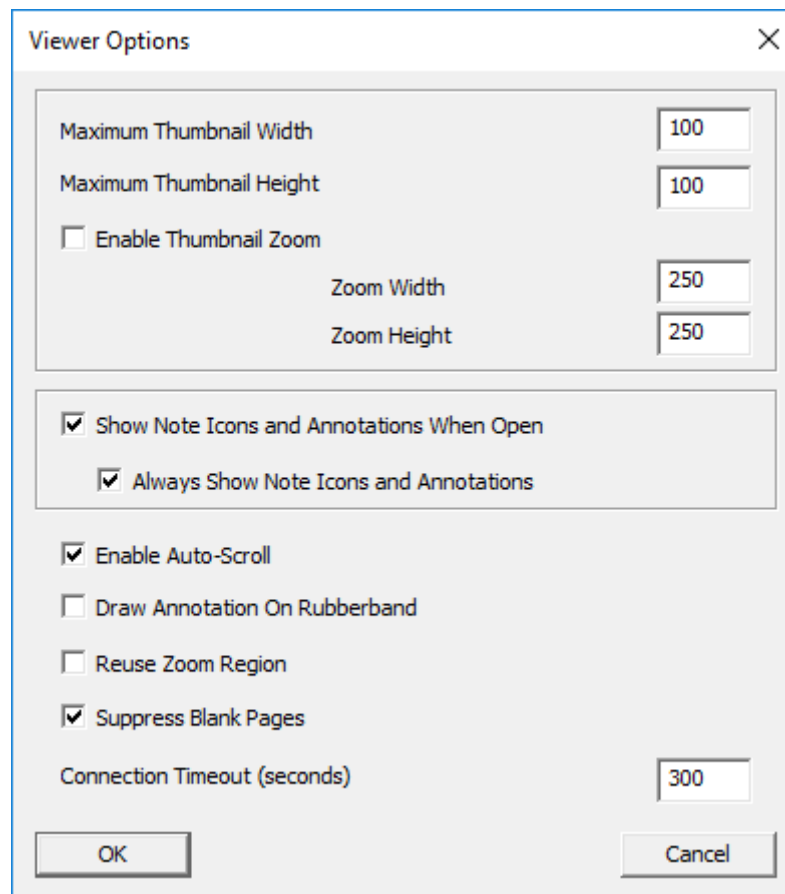 Viewer Options
Maximum Thumbnail Width 100
Maximum Thumbnail Height 100
Enable Thumbnail Zoom
Zoom Width 250
Zoom Height 250
Show Note Icons and Annotations When Open
Always Show Note Icons and Annotations
Enable Auto-Scroll
Draw Annotation On Rubberband
Reuse Zoom Region
Suppress Blank Pages
Connection Timeout (seconds) 300
OK Cancel